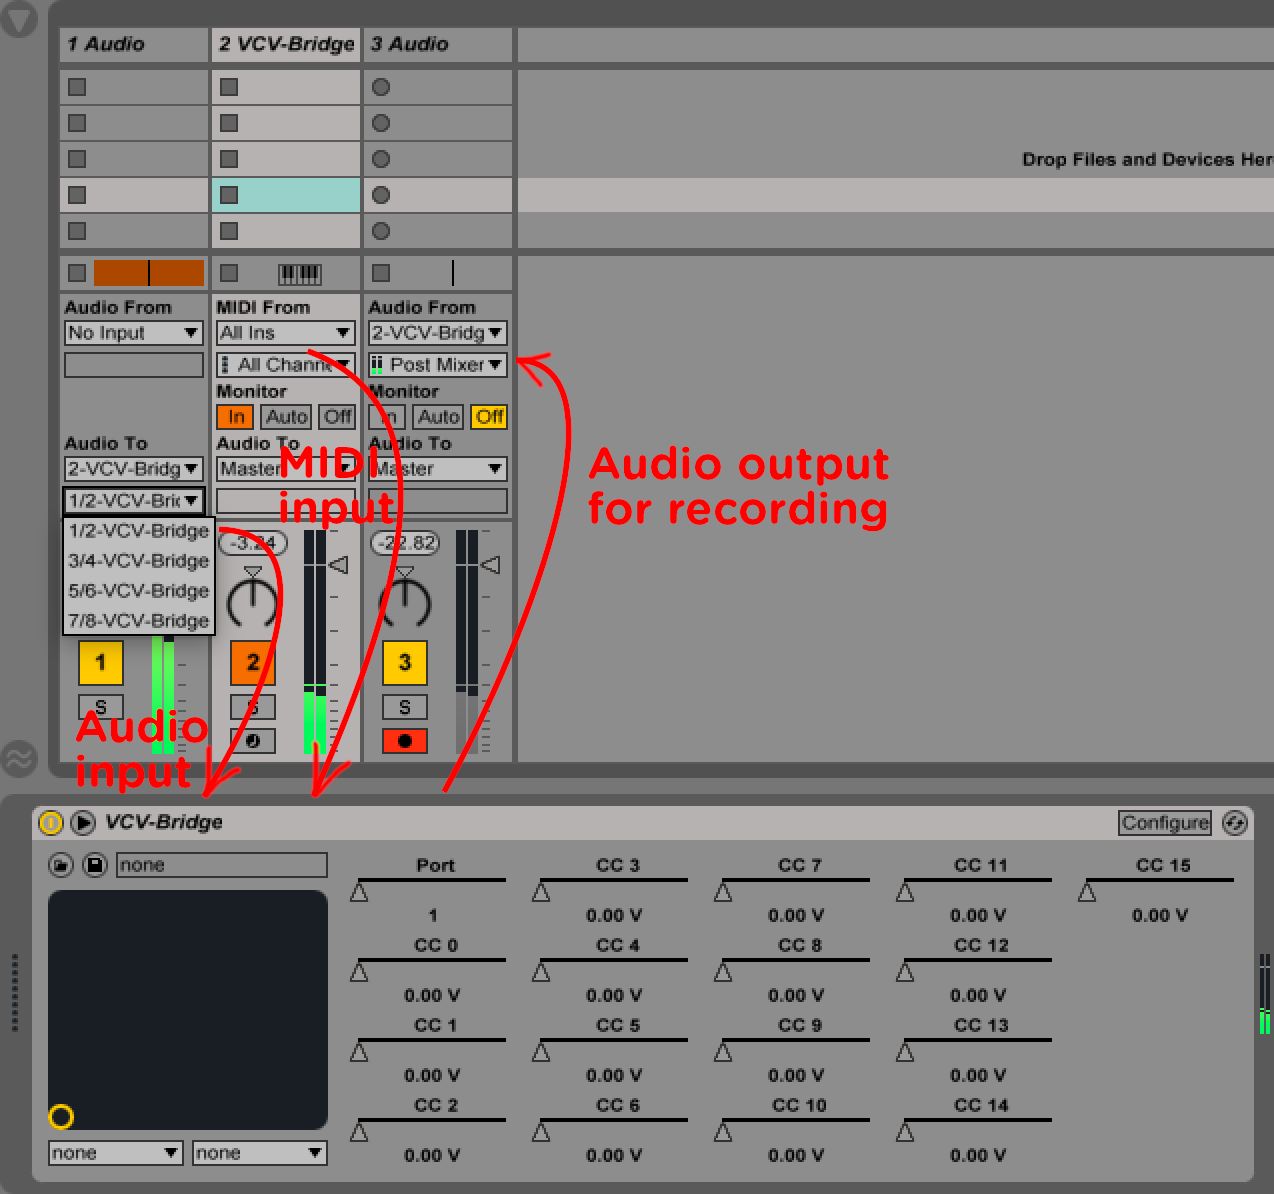 1 Audio
2 VCV-Bridge
3 Audio
Drop Files and Devices Her
Audio From
No Input
MIDI From
All Ins
All Channe
Audio From
2-VCV-Bridg
Post Mixer
Monitor
In Auto Off
Monitor
In Auto Off
Audio To
2-VCV-Bridg
1/2-VCV-Bri
1/2-VCV-Bridge
3/4-VCV-Bridge
5/6-VCV-Bridge
7/8-VCV-Bridge
Audio To
Master
Audio To
Master
MIDI
input
Audio output
for recording
-3.24
-22.82
1
2
3
S
S
S
Audio
input
VCV-Bridge
Configure
none
none
none
Port
1
CC 3
0.00 V
CC 7
0.00 V
CC 11
0.00 V
CC 15
0.00 V
CC 0
0.00 V
CC 4
0.00 V
CC 8
0.00 V
CC 12
0.00 V
CC 1
0.00 V
CC 5
0.00 V
CC 9
0.00 V
CC 13
0.00 V
CC 2
0.00 V
CC 6
0.00 V
CC 10
0.00 V
CC 14
0.00 V